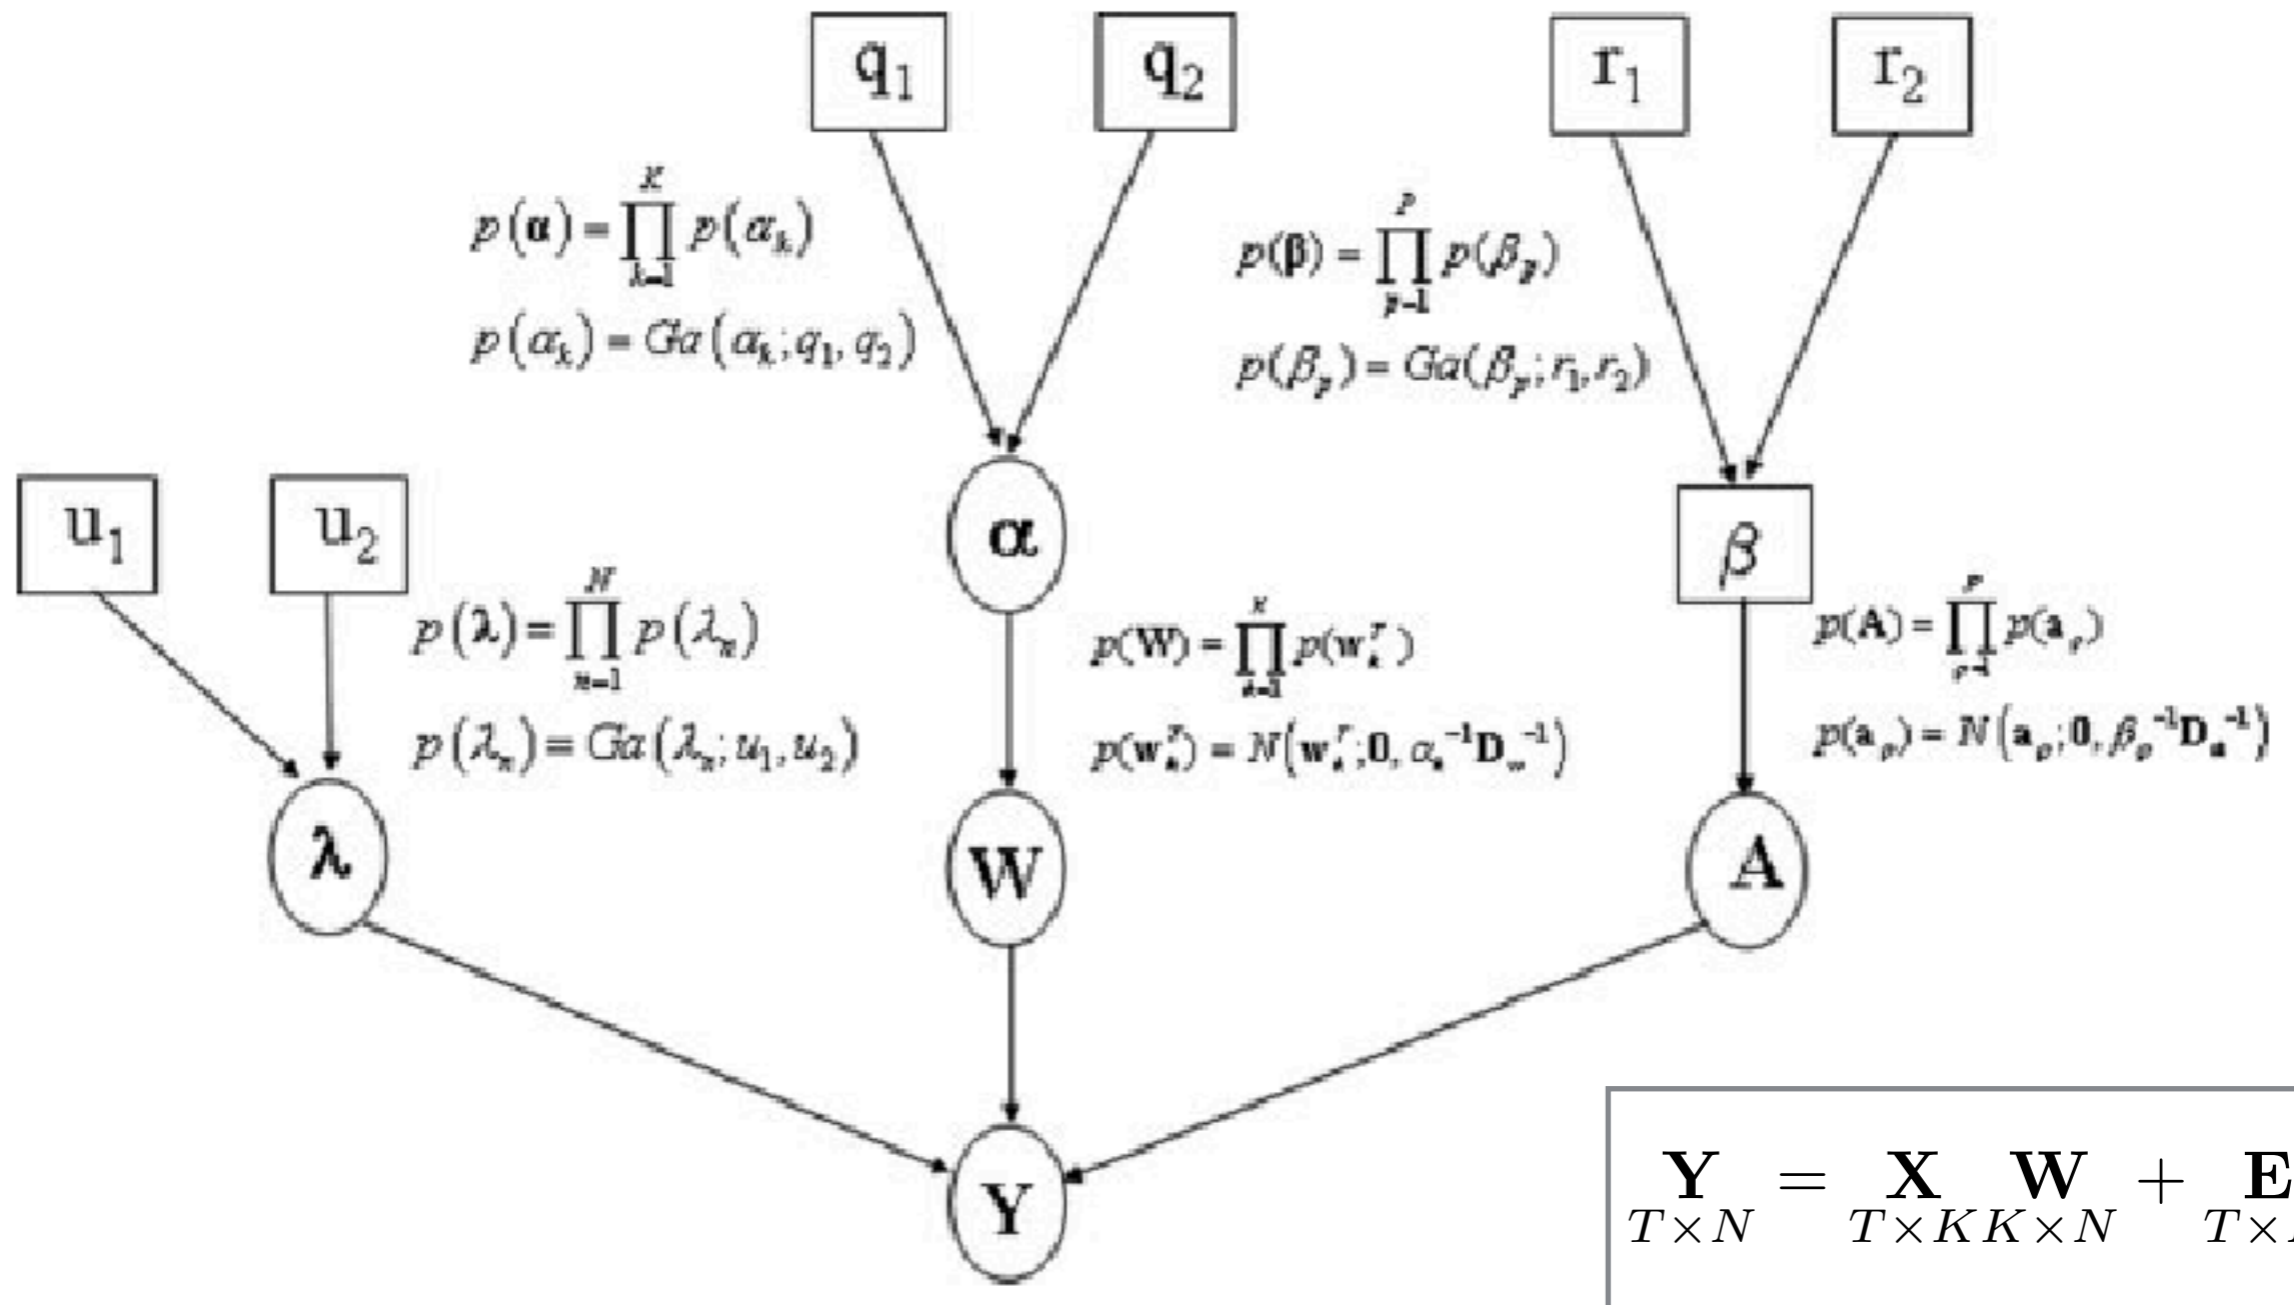 q₁ q₂ r₁ r₂
p(α) = ∏_{k=1}^{K} p(α_k)
p(α_k) = Ga(α_k; q₁, q₂)
p(β) = ∏_{p=1}^{P} p(β_p)
p(β_p) = Ga(β_p; r₁, r₂)
u₁ u₂ α β
p(λ) = ∏_{n=1}^{N} p(λ_n)
p(λ_n) = Ga(λ_n; u₁, u₂)
p(W) = ∏_{k=1}^{K} p(w_k^T)
p(w_k^T) = N(w_k^T; 0, α_k⁻¹ D_w⁻¹)
p(A) = ∏_{p=1}^{P} p(a_p)
p(a_p) = N(a_p; 0, β_p⁻¹ D_a⁻¹)
λ W A
Y
Y = X W + E
T×N T×K K×N T×